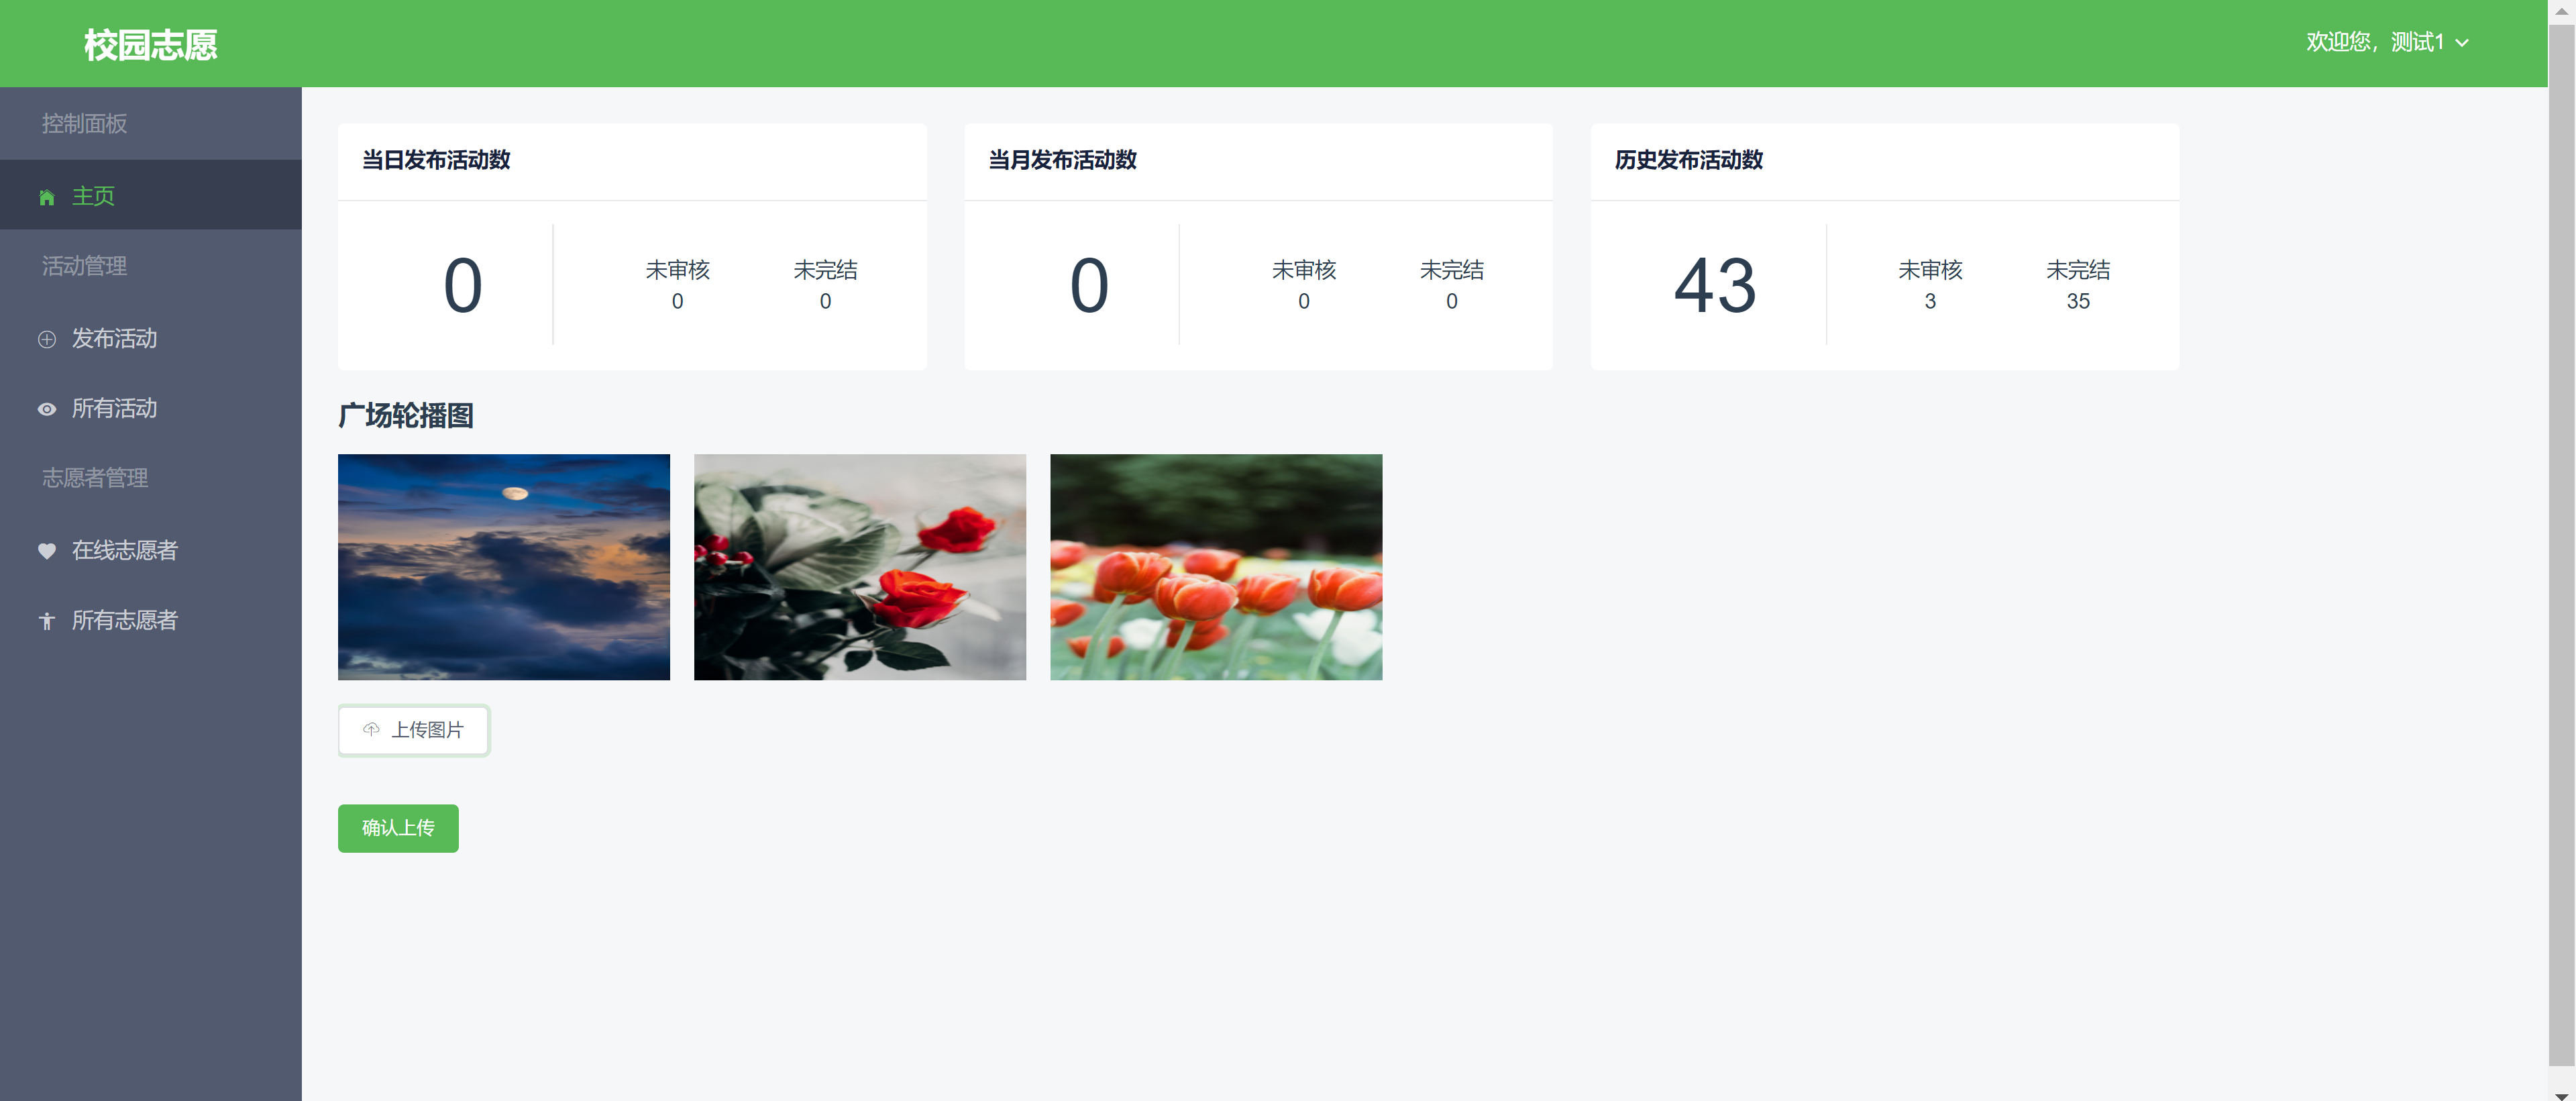 校园志愿
欢迎您，测试1
控制面板
主页
活动管理
发布活动
所有活动
志愿者管理
在线志愿者
所有志愿者
当日发布活动数
0
未审核 未完结
0 0
当月发布活动数
0
未审核 未完结
0 0
历史发布活动数
43
未审核 未完结
3 35
广场轮播图
上传图片
确认上传